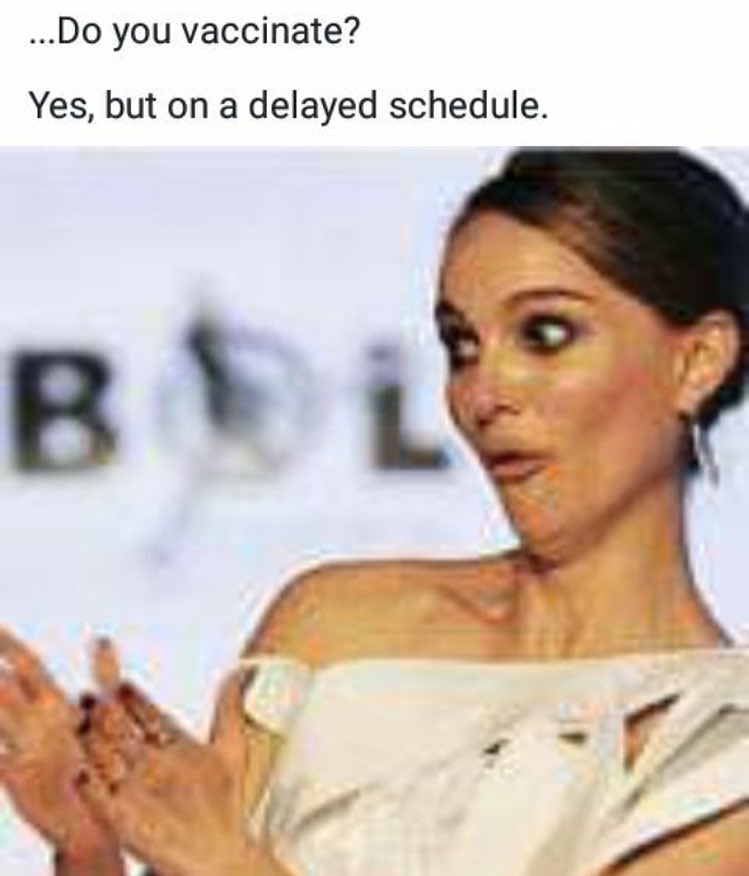 ...Do you vaccinate?
Yes, but on a delayed schedule.
B L